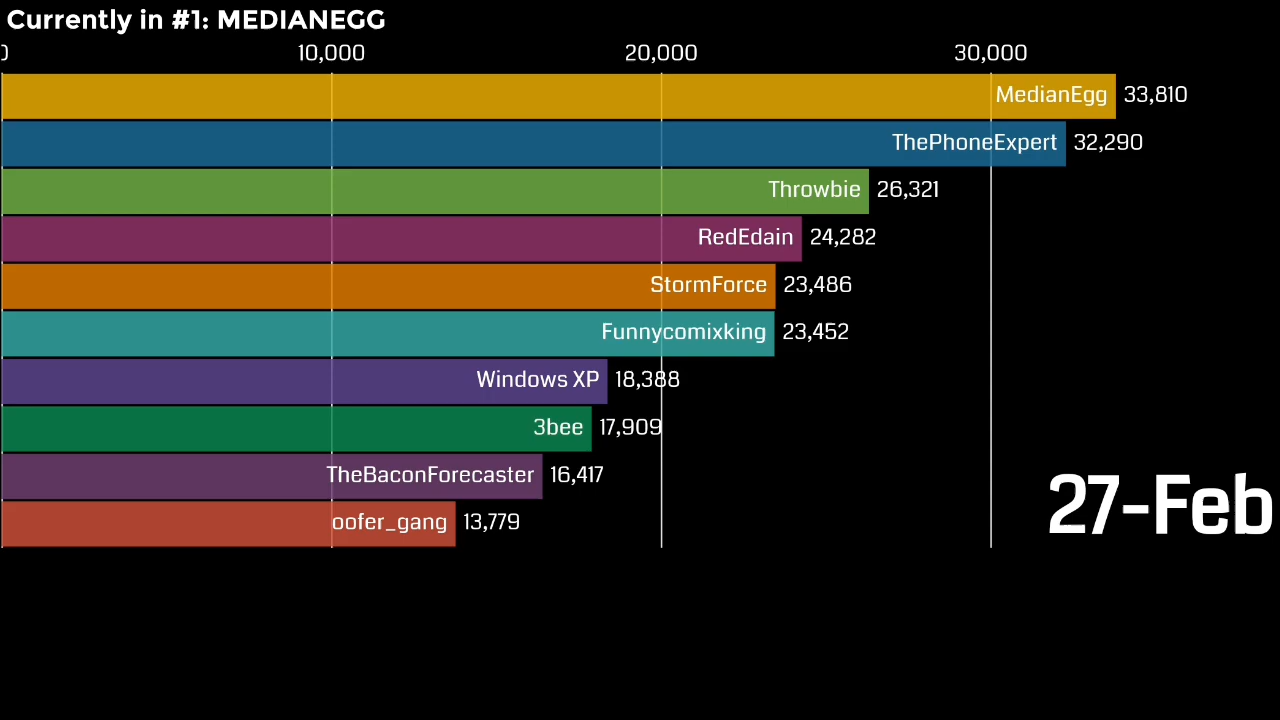 Currently in #1: MEDIANEGG
0 10,000 20,000 30,000
MedianEgg 33,810
ThePhoneExpert 32,290
Throwbie 26,321
RedEdain 24,282
StormForce 23,486
Funnycomixking 23,452
Windows XP 18,388
3bee 17,909
TheBaconForecaster 16,417
oofer_gang 13,779
27-Feb